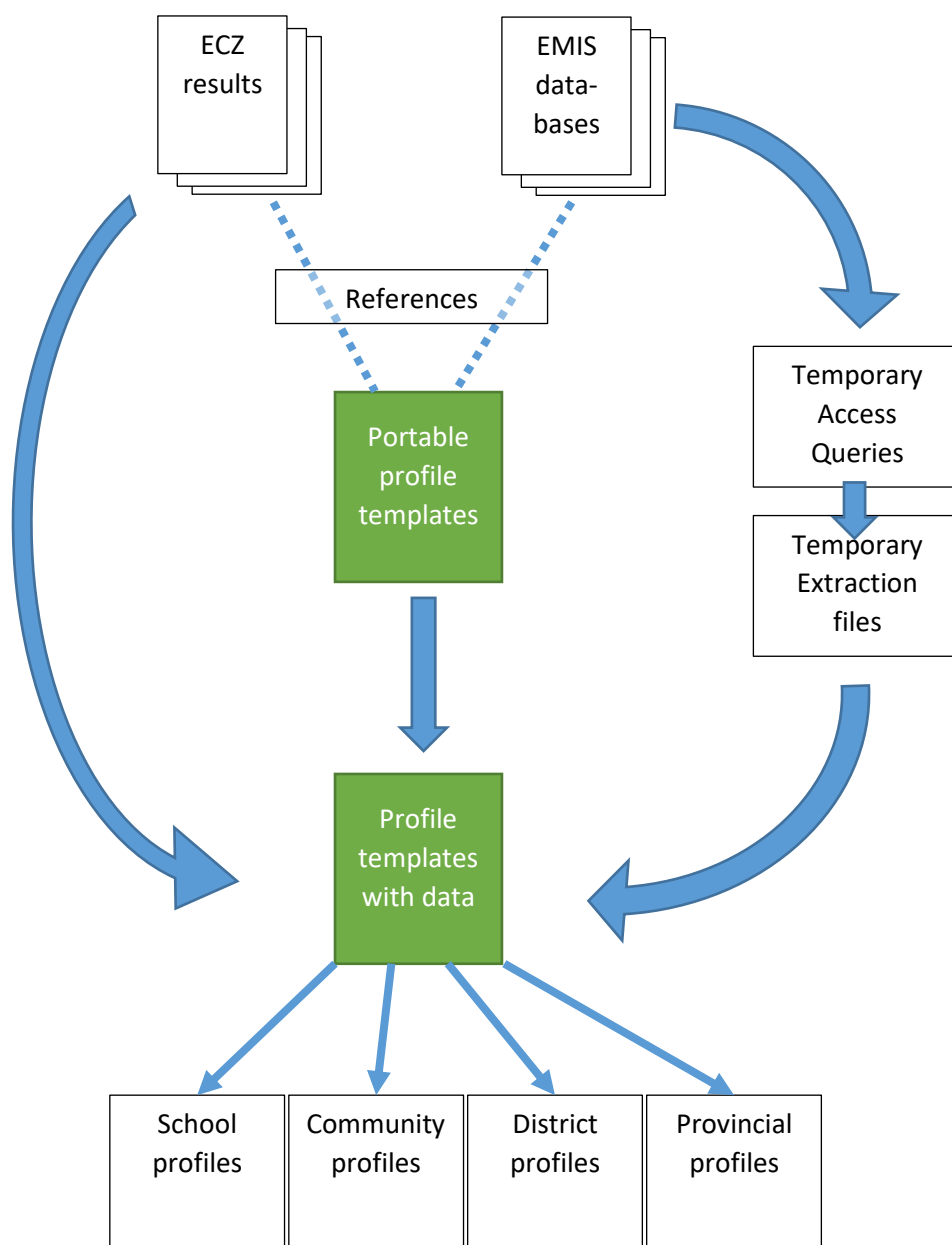 ECZ
results
EMIS
data-
bases
References
Temporary
Access
Queries
Portable
profile
templates
Temporary
Extraction
files
Profile
templates
with data
School
profiles
Community
profiles
District
profiles
Provincial
profiles